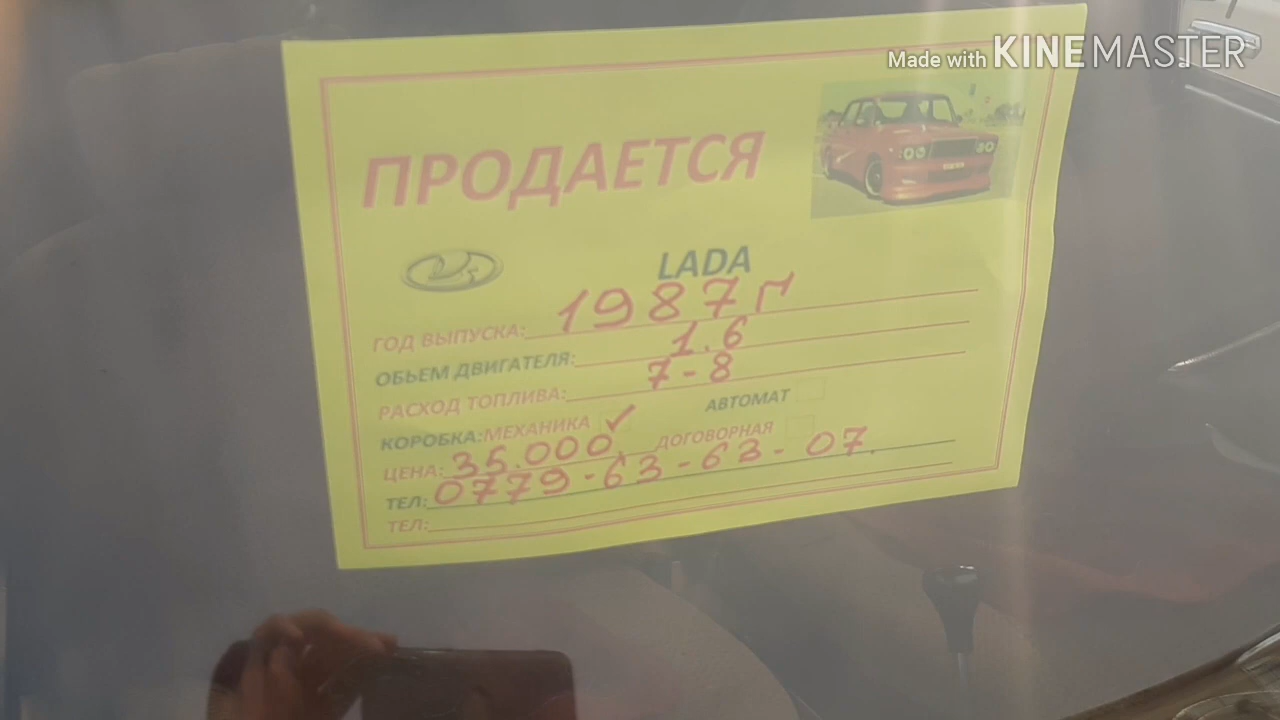 Made with KINEMASTER
ПРОДАЕТСЯ
LADA
ГОД ВЫПУСКА: 1987г
ОБЬЕМ ДВИГАТЕЛЯ: 1.6
РАСХОД ТОПЛИВА: 7-8
КОРОБКА: МЕХАНИКА ✓ АВТОМАТ
ЦЕНА: 35.000, ДОГОВОРНАЯ
ТЕЛ: 0779-63-63-07.
ТЕЛ: